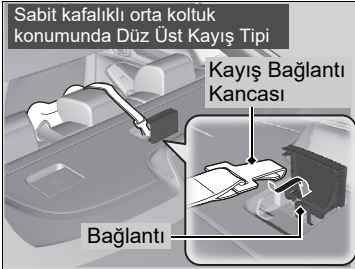 Sabit kafalıklı orta koltuk
konumunda Düz Üst Kayış Tipi
Kayış Bağlantı
Kancası
Bağlantı